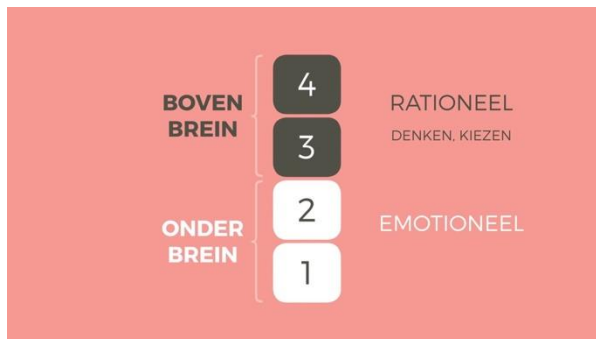 BOVEN
BREIN
4
3
RATIONEEL
DENKEN, KIEZEN
ONDER
BREIN
2
1
EMOTIONEEL